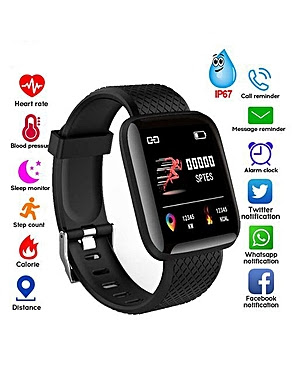 IP67
Heart rate
Blood pressure
Sleep monitor
Step count
Calorie
Distance
Call reminder
Message reminder
Alarm clock
Twitter
notification
Whatsapp
notification
Facebook
notification
00000
SPTES
12345 12345 12345
KM KCAL